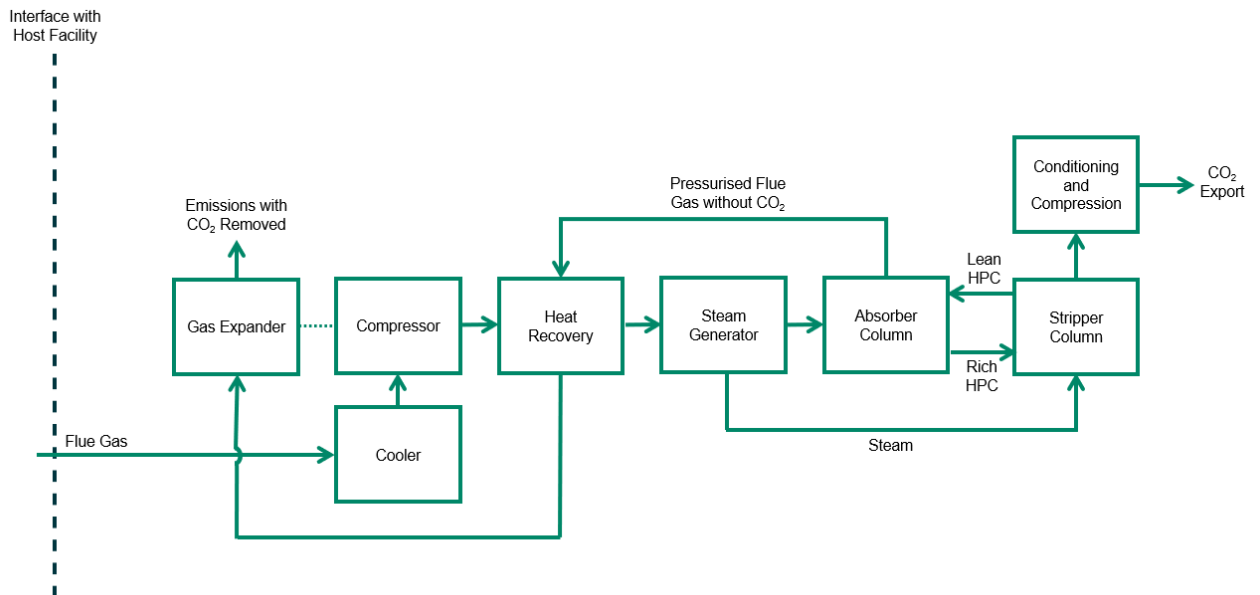 Interface with
Host Facility
Conditioning
and
Compression
CO₂
Export
Pressurised Flue
Gas without CO₂
Emissions with
CO₂ Removed
Lean
HPC
Gas Expander
Compressor
Heat
Recovery
Steam
Generator
Absorber
Column
Stripper
Column
Rich
HPC
Flue Gas
Cooler
Steam